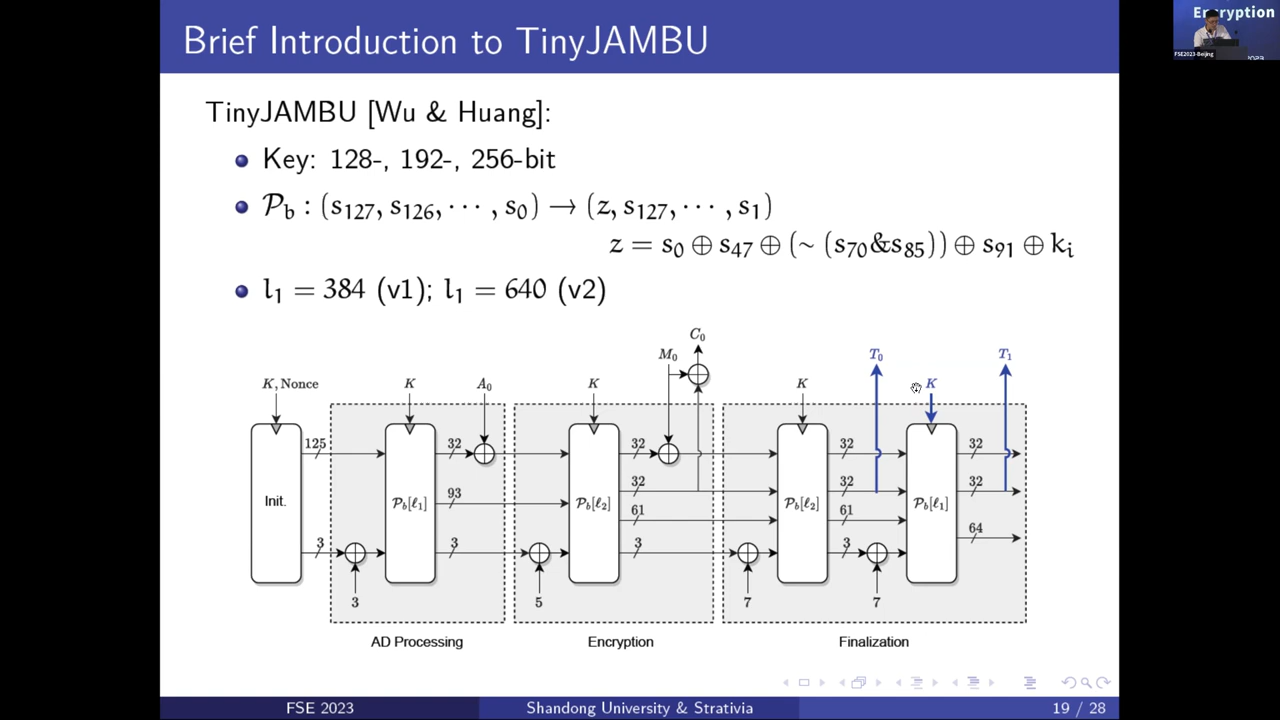 Brief Introduction to TinyJAMBU
Encryption
FSE2023-Beijing
2023
TinyJAMBU [Wu & Huang]:
Key: 128-, 192-, 256-bit
𝒫b : (s127, s126, ⋯ , s0) → (z, s127, ⋯ , s1)
z = s0 ⊕ s47 ⊕ (∼ (s70&s85)) ⊕ s91 ⊕ ki
l1 = 384 (v1); l1 = 640 (v2)
C0
M0 T0 T1
K, Nonce K A0 K K K
125 32 32 32 32
32 32 32
Init. 𝒫b[ℓ1] 93 𝒫b[ℓ2] 61 𝒫b[ℓ2] 61 𝒫b[ℓ1] 64
3 3 3 3
3 5 7 7
AD Processing Encryption Finalization
FSE 2023 Shandong University & Strativia 19 / 28